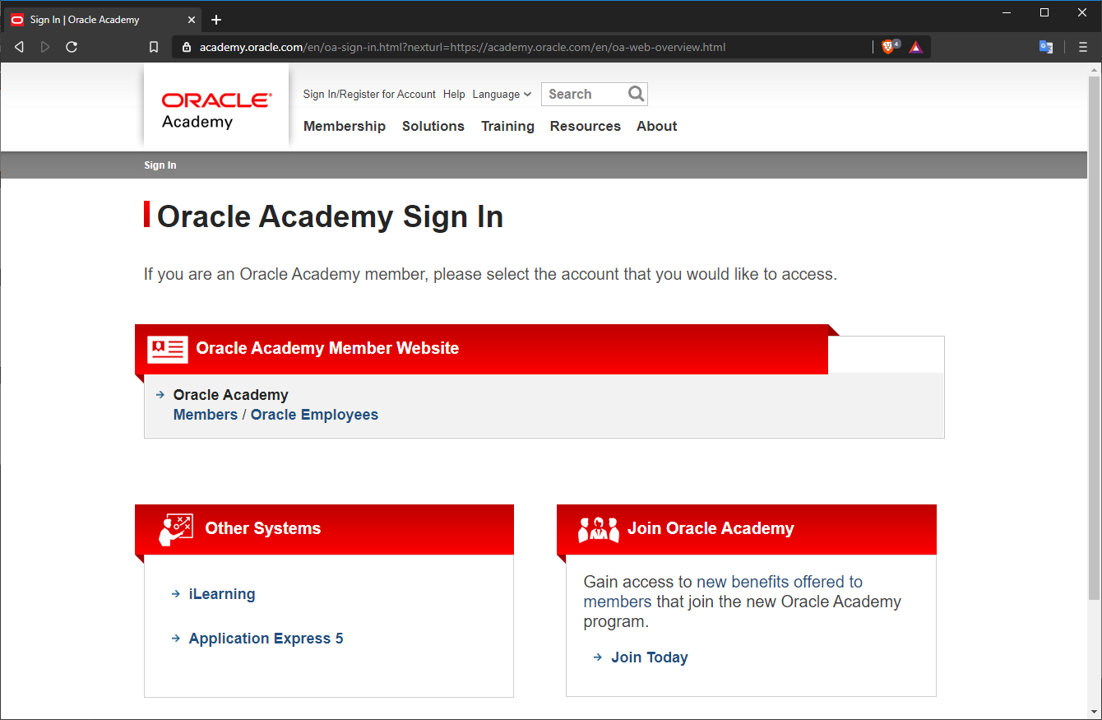 Sign In | Oracle Academy
academy.oracle.com/en/oa-sign-in.html?nexturl=https://academy.oracle.com/en/oa-web-overview.html
4
ORACLE
Academy
Sign In/Register for Account Help Language
Search
Membership Solutions Training Resources About
Sign In
Oracle Academy Sign In
If you are an Oracle Academy member, please select the account that you would like to access.
Oracle Academy Member Website
Oracle Academy
Members / Oracle Employees
Other Systems
iLearning
Application Express 5
Join Oracle Academy
Gain access to new benefits offered to
members that join the new Oracle Academy
program.
Join Today